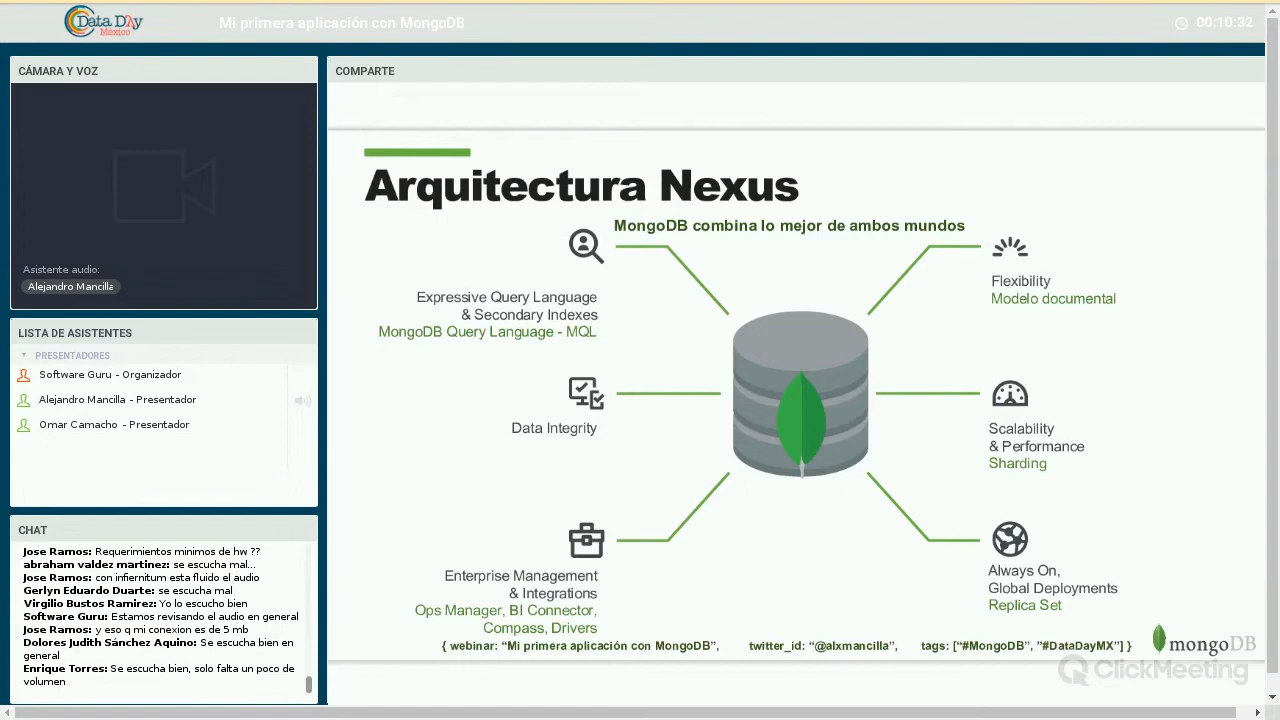 Data Day
México
Mi primera aplicación con MongoDB
00:10:32
CÁMARA Y VOZ
Asistente audio:
Alejandro Mancilla
LISTA DE ASISTENTES
PRESENTADORES
Software Guru - Organizador
Alejandro Mancilla - Presentador
Omar Camacho - Presentador
CHAT
Jose Ramos: Requerimientos minimos de hw ??
abraham valdez martinez: se escucha mal...
Jose Ramos: con infiernitum esta fluido el audio
Gerlyn Eduardo Duarte: se escucha mal
Virgilio Bustos Ramirez: Yo lo escucho bien
Software Guru: Estamos revisando el audio en general
Jose Ramos: y eso q mi conexion es de 5 mb
Dolores Judith Sánchez Aquino: Se escucha bien en
general
Enrique Torres: Se escucha bien, solo falta un poco de
volumen
COMPARTE
Arquitectura Nexus
MongoDB combina lo mejor de ambos mundos
Expressive Query Language
& Secondary Indexes
MongoDB Query Language - MQL
Data Integrity
Enterprise Management
& Integrations
Ops Manager, BI Connector,
Compass, Drivers
Flexibility
Modelo documental
Scalability
& Performance
Sharding
Always On,
Global Deployments
Replica Set
{ webinar: “Mi primera aplicación con MongoDB”, twitter_id: “@alxmancilla”, tags: [“#MongoDB”, ”#DataDayMX”] }
mongoDB
ClickMeeting